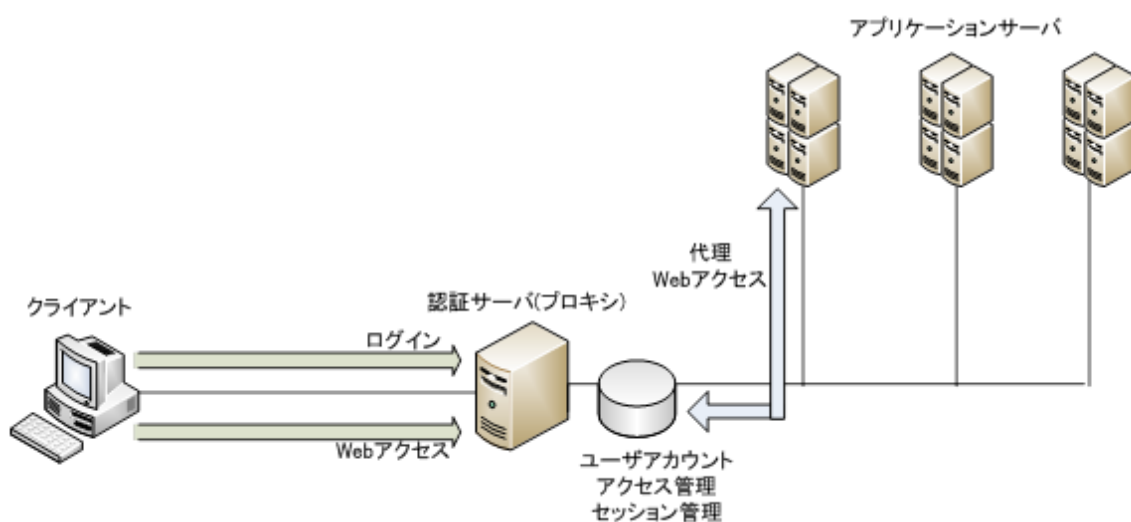 アプリケーションサーバ
代理
Webアクセス
クライアント
認証サーバ(プロキシ)
ログイン
Webアクセス
ユーザアカウント
アクセス管理
セッション管理